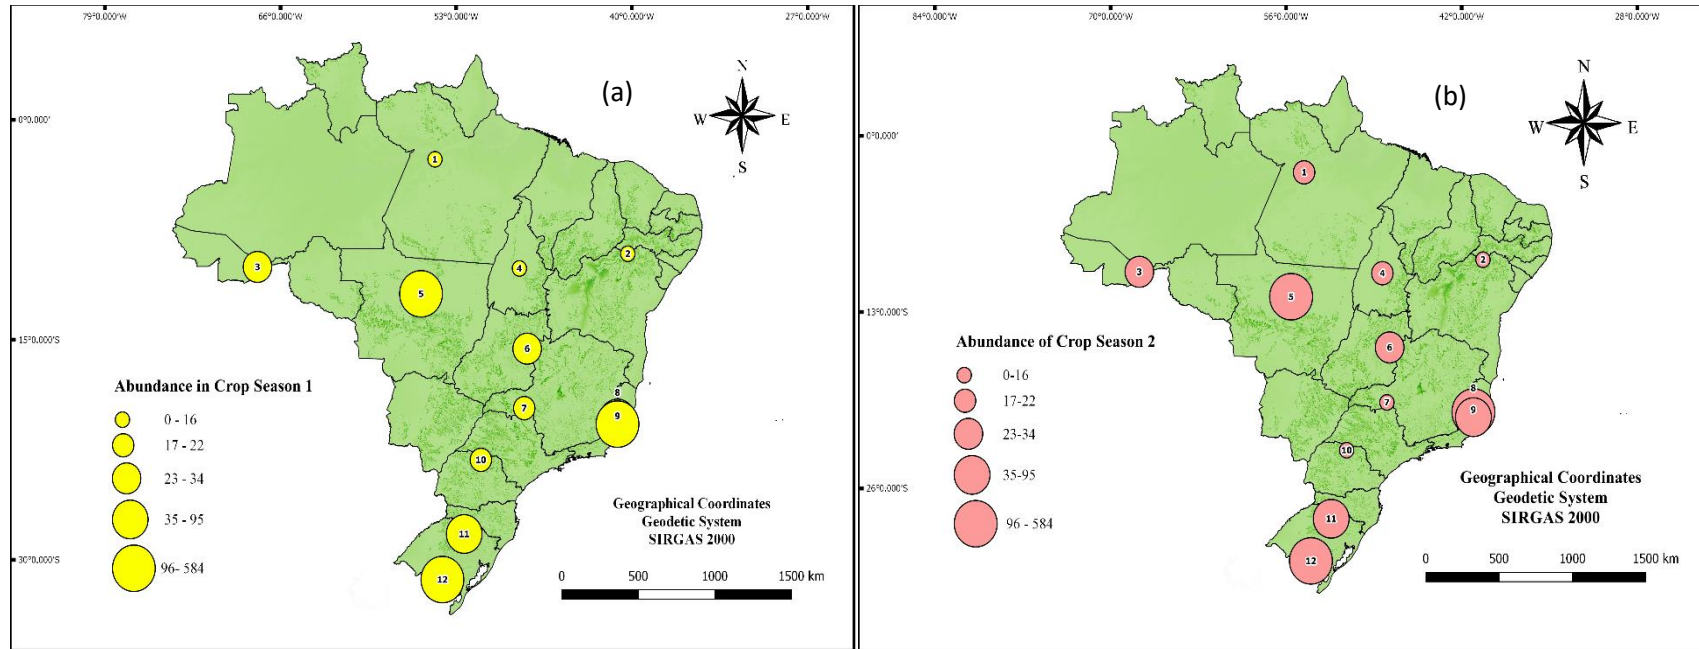 79°0.000'W 66°0.000'W 53°0.000'W 40°0.000'W 27°0.000'W
(a)
N
W E
S
0°0.000'
15°0.000'S
30°0.000'S
1
2
3
4
5
6
7
8
9
10
11
12
Abundance in Crop Season 1
0 - 16
17 - 22
23 - 34
35 - 95
96- 584
Geographical Coordinates
Geodetic System
SIRGAS 2000
0 500 1000 1500 km
84°0.000'W 70°0.000'W 56°0.000'W 42°0.000'W 28°0.000'W
(b)
N
W E
S
0°0.000'
13°0.000'S
26°0.000'S
1
2
3
4
5
6
7
8
9
10
11
12
Abundance of Crop Season 2
0-16
17-22
23-34
35-95
96 - 584
Geographical Coordinates
Geodetic System
SIRGAS 2000
0 500 1000 1500 km